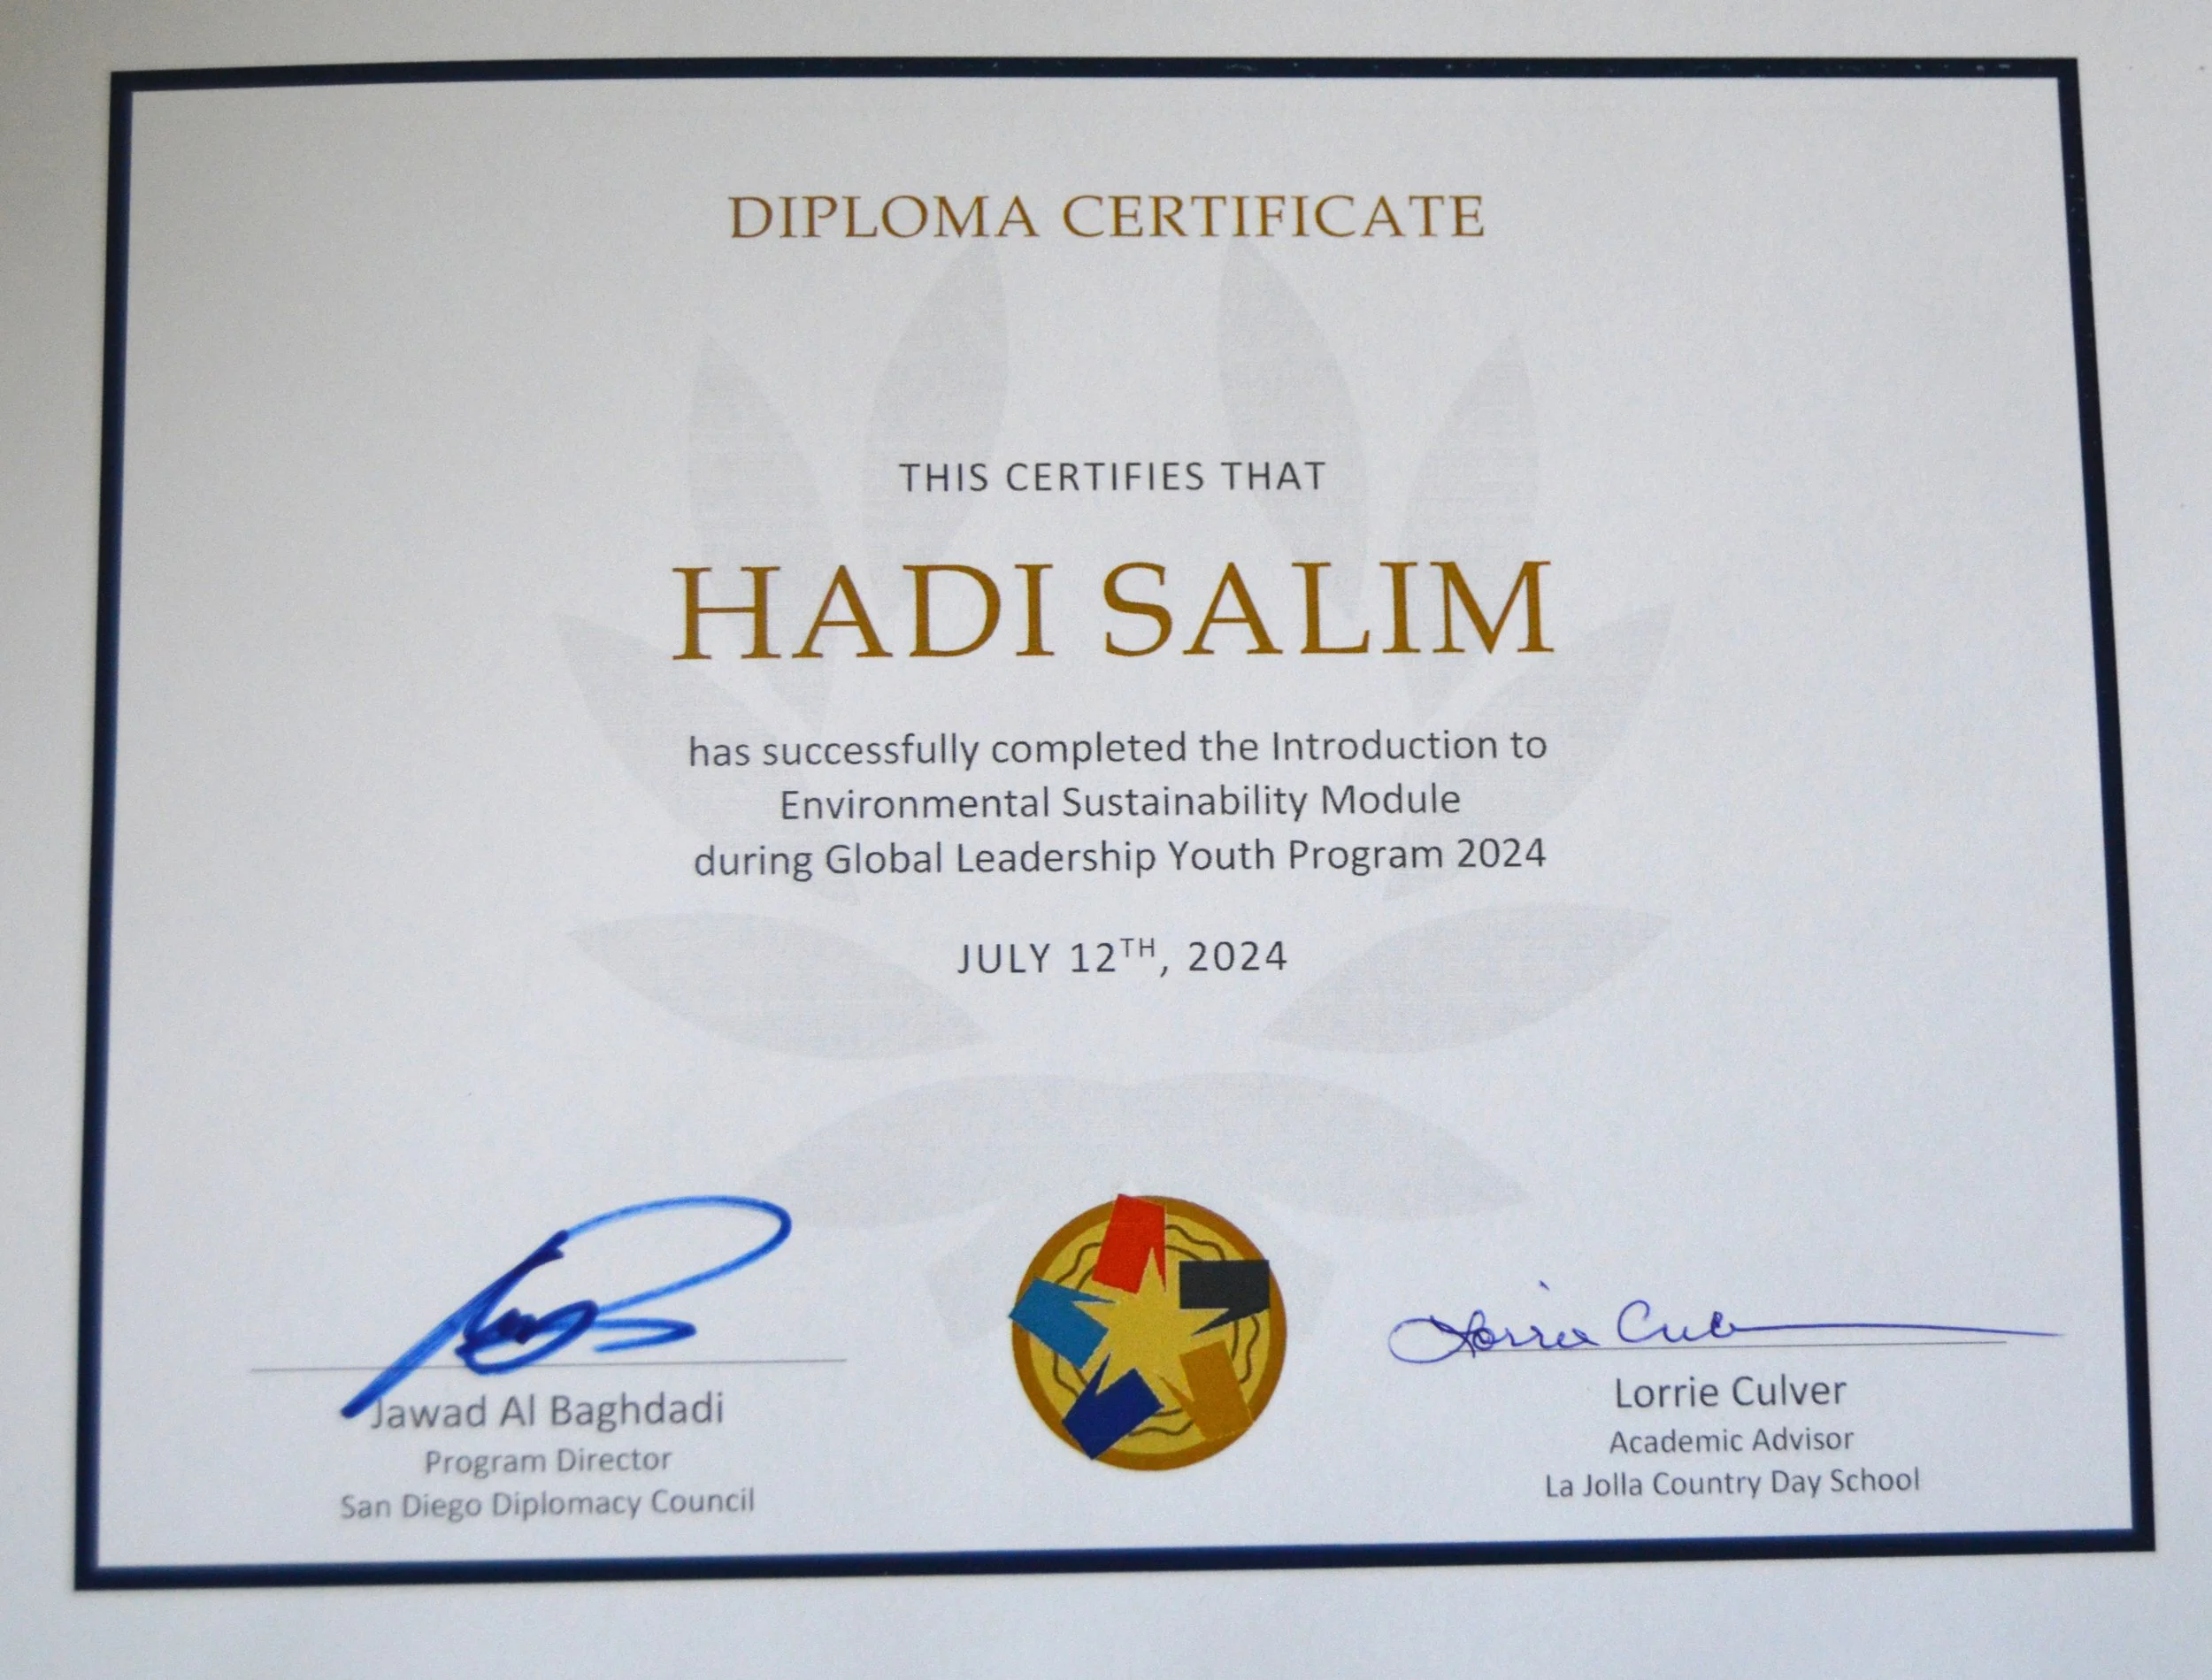 DIPLOMA CERTIFICATE
THIS CERTIFIES THAT
HADI SALIM
has successfully completed the Introduction to
Environmental Sustainability Module
during Global Leadership Youth Program 2024
JULY 12TH, 2024
Jawad Al Baghdadi
Program Director
San Diego Diplomacy Council
Lorrie Culver
Lorrie Culver
Academic Advisor
La Jolla Country Day School